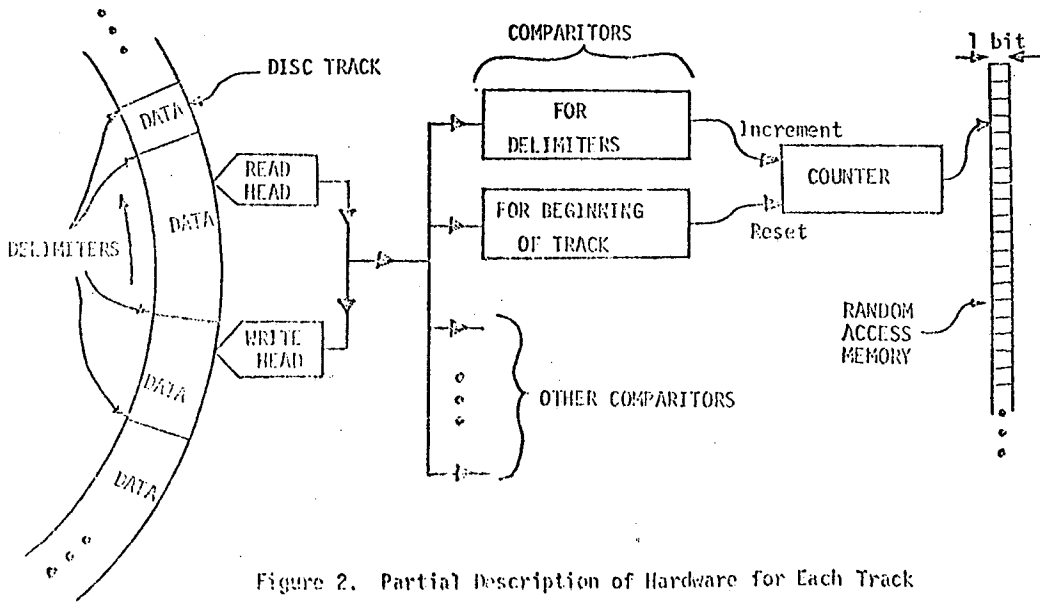 COMPARITORS
1 bit
DISC TRACK
DATA
FOR
DELIMITERS
Increment
READ
HEAD
COUNTER
DATA
FOR BEGINNING
OF TRACK
Reset
DELIMITERS
RANDOM
ACCESS
MEMORY
WRITE
HEAD
DATA
OTHER COMPARITORS
DATA
Figure 2. Partial Description of Hardware for Each Track